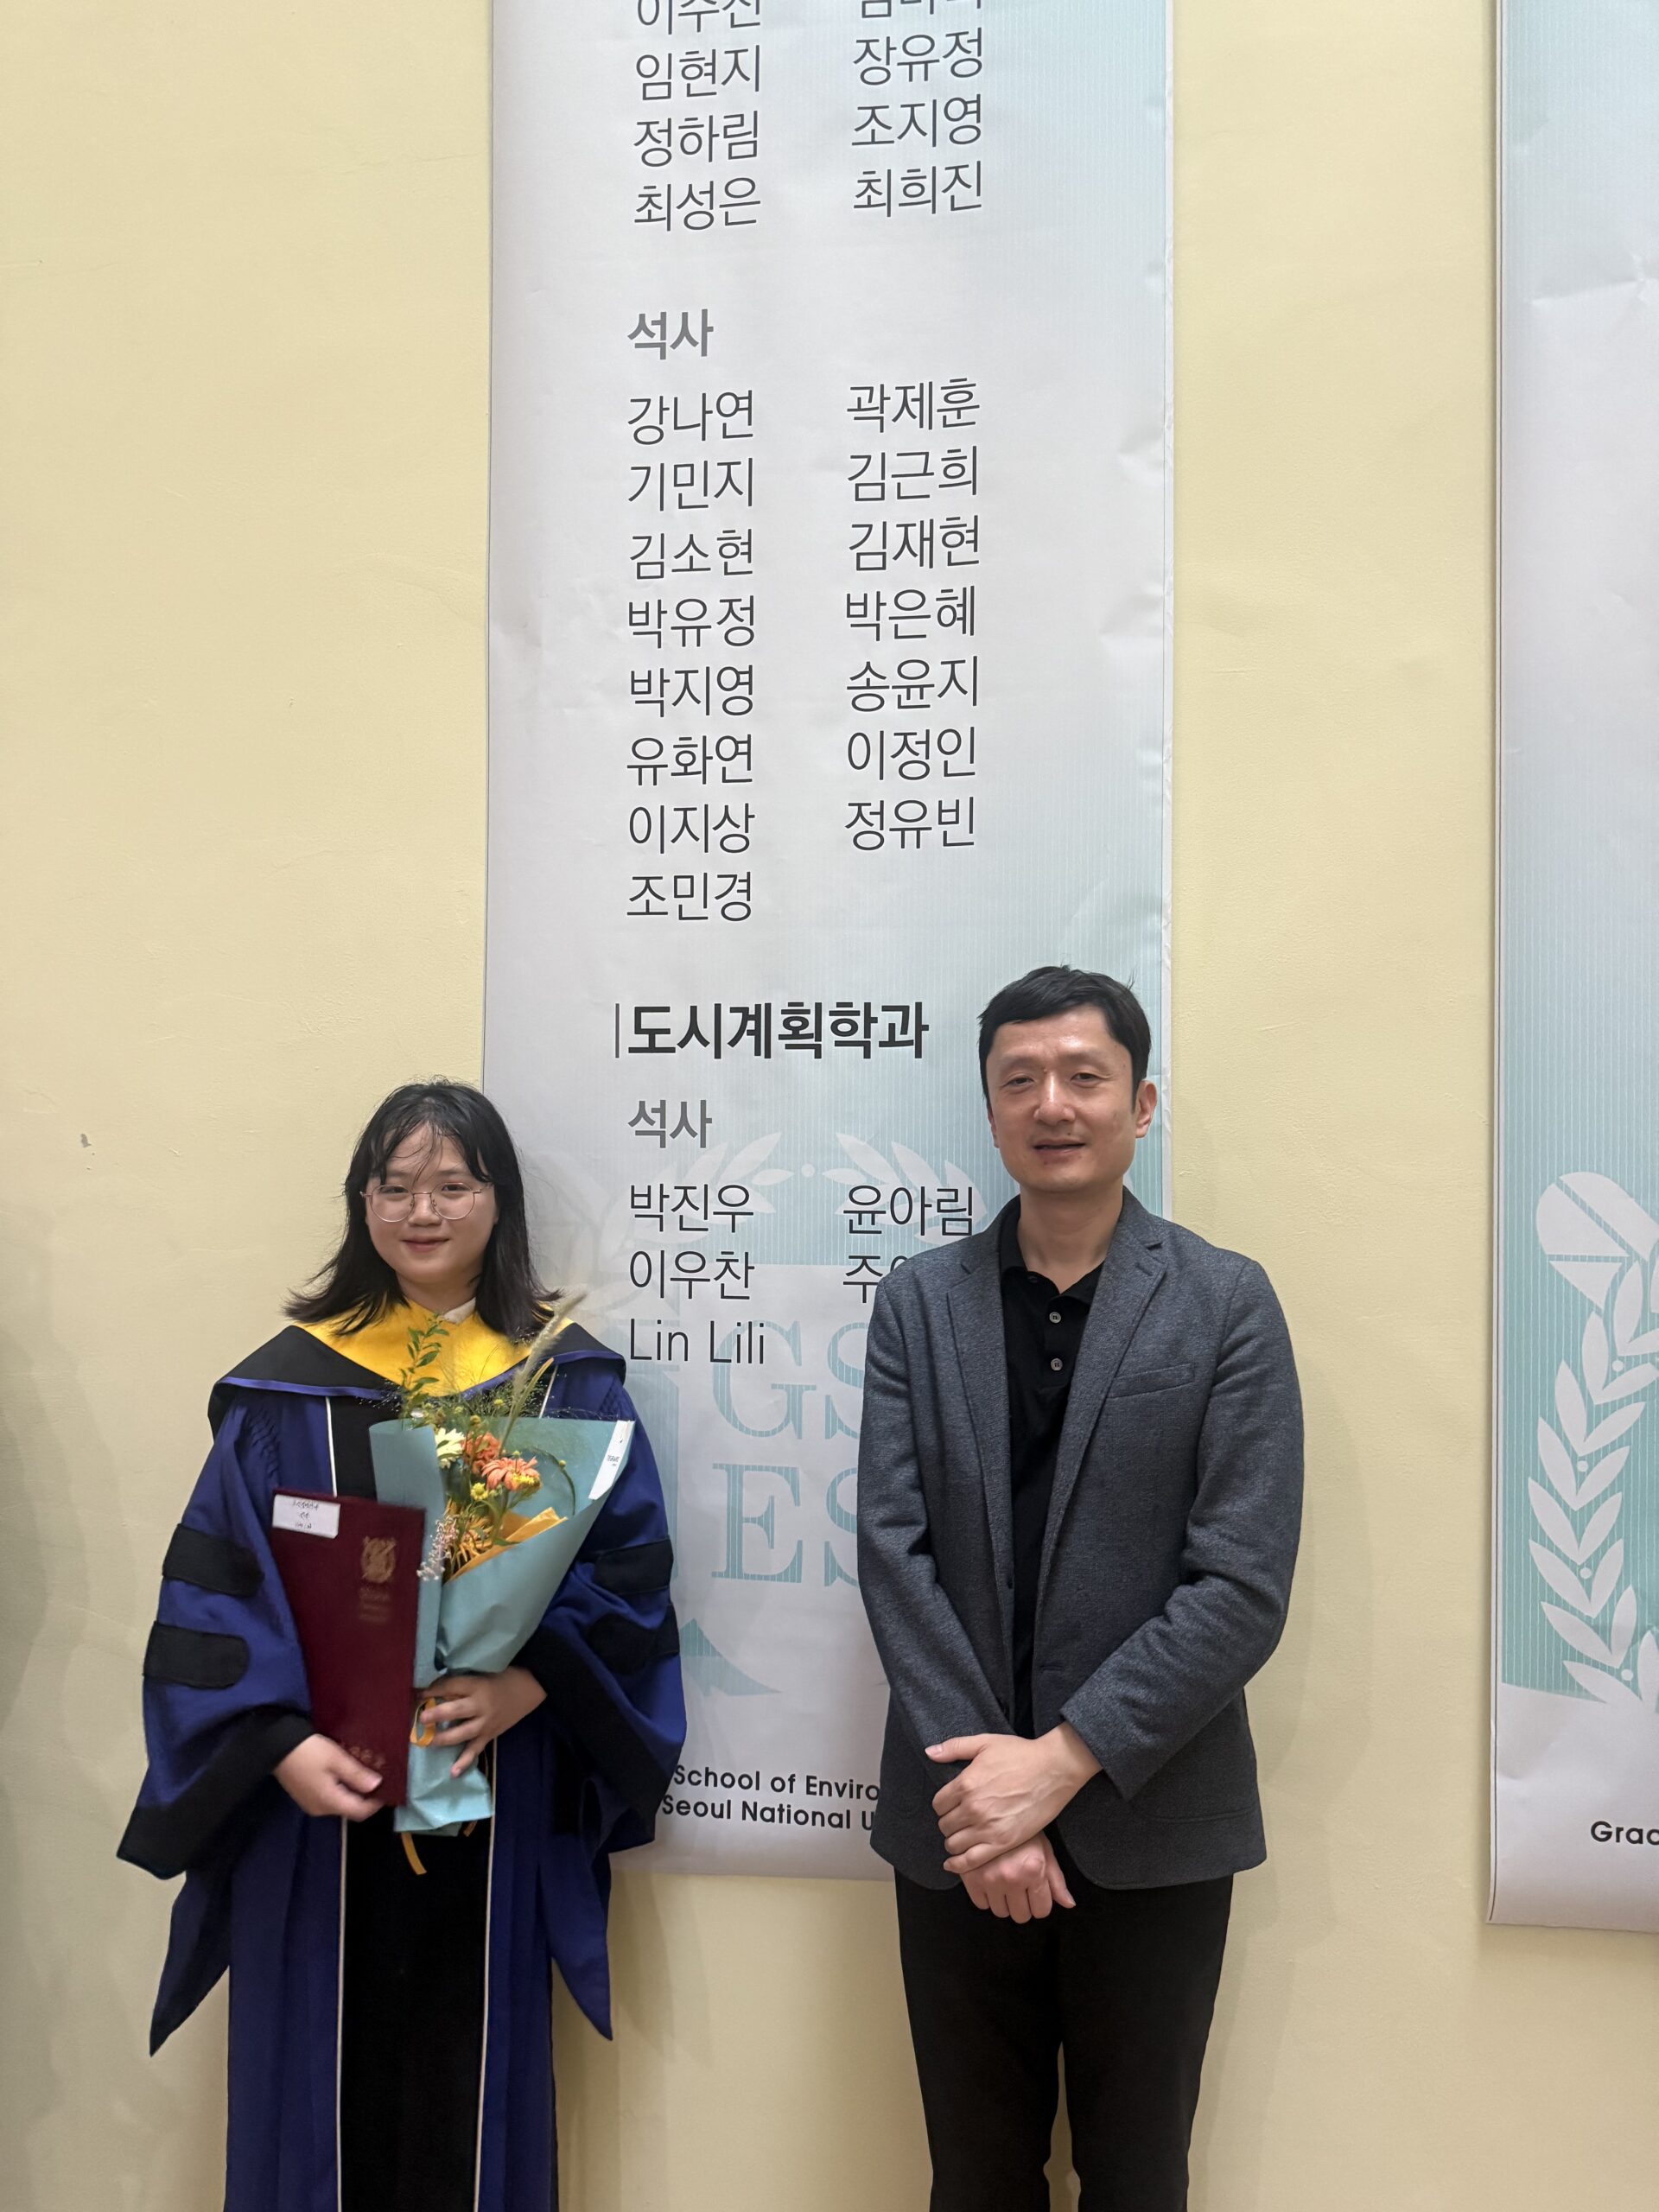 임현지 장유정
정하림 조지영
최성은 최희진
석사
강나연 곽제훈
기민지 김근희
김소현 김재현
박유정 박은혜
박지영 송윤지
유화연 이정인
이지상 정유빈
조민경
도시계획학과
석사
박진우 윤아림
이우찬
Lin Lili
GS
ES
School of
Seoul National